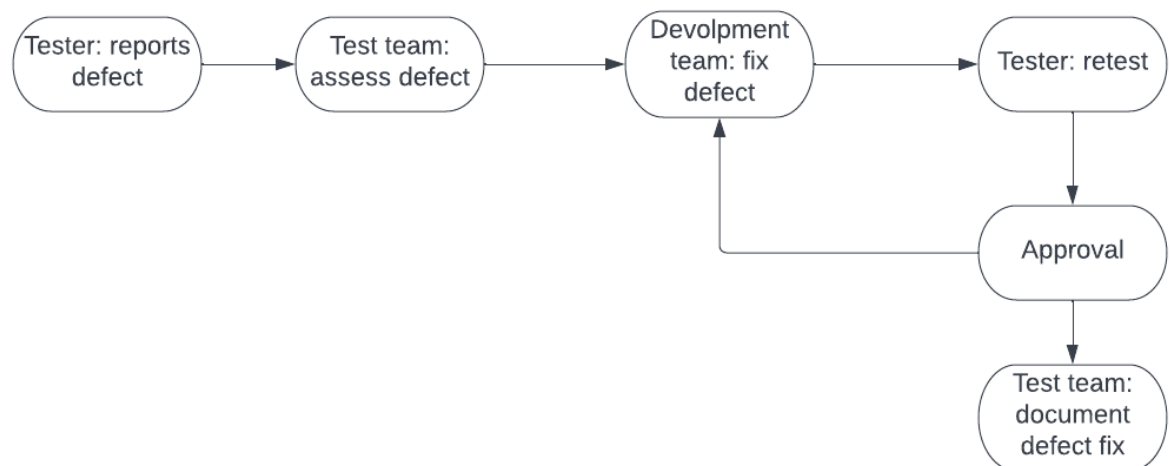 Tester: reports
defect
Test team:
assess defect
Devolpment
team: fix
defect
Tester: retest
Approval
Test team:
document
defect fix